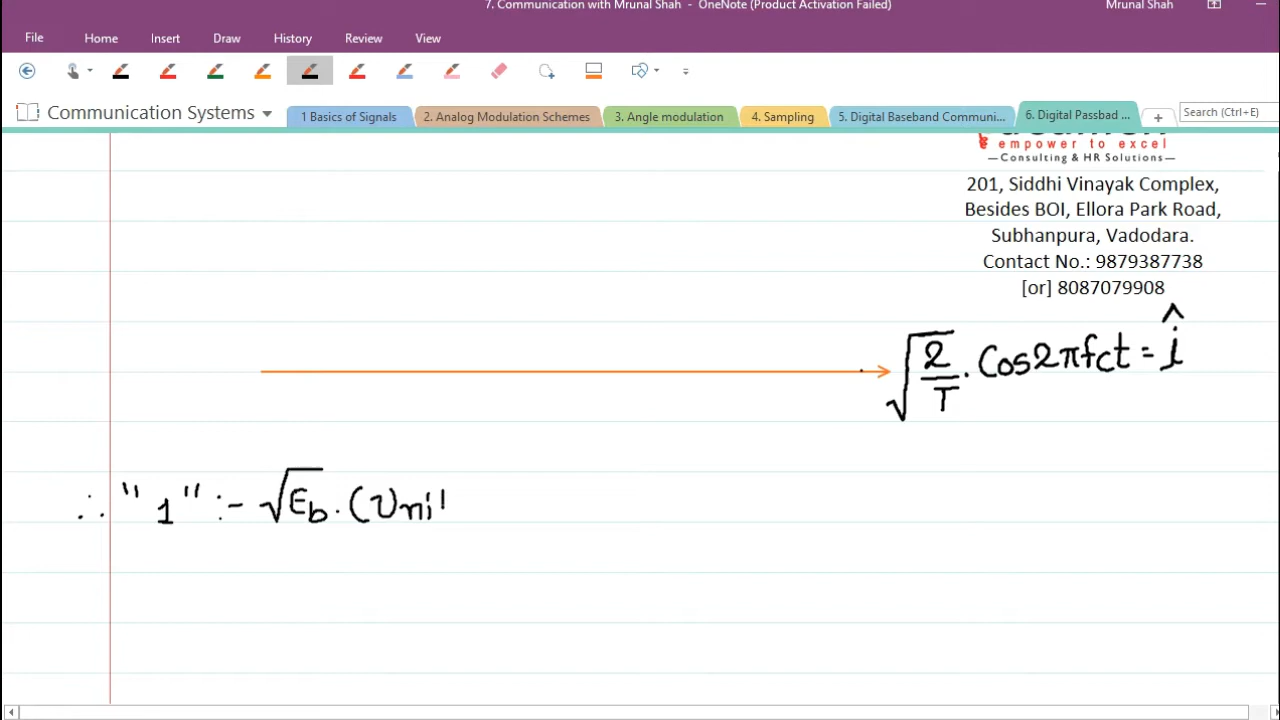 7. Communication with Mrunal Shah - OneNote (Product Activation Failed)
Mrunal Shah
File Home Insert Draw History Review View
Communication Systems
1 Basics of Signals
2. Analog Modulation Schemes
3. Angle modulation
4. Sampling
5. Digital Baseband Communi...
6. Digital Passbad ...
Search (Ctrl+E)
empower to excel
—Consulting & HR Solutions—
201, Siddhi Vinayak Complex,
Besides BOI, Ellora Park Road,
Subhanpura, Vadodara.
Contact No.: 9879387738
[or] 8087079908
√(2/T) . Cos2πfct = î
∴ "1" :- √Eb . (Uni